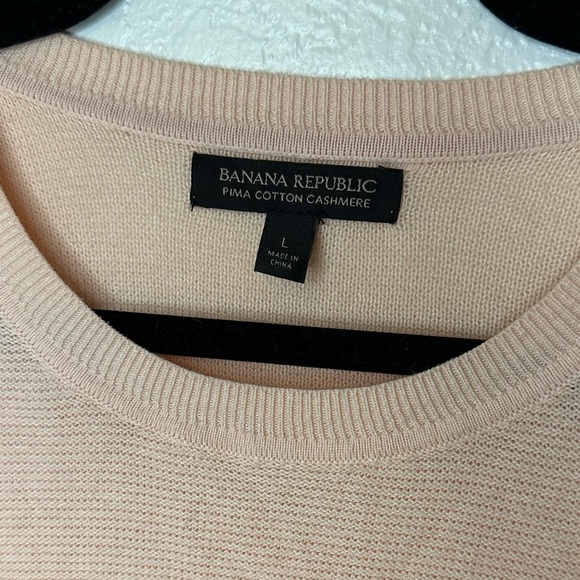 BANANA REPUBLIC
PIMA COTTON CASHMERE
L
MADE IN
CHINA